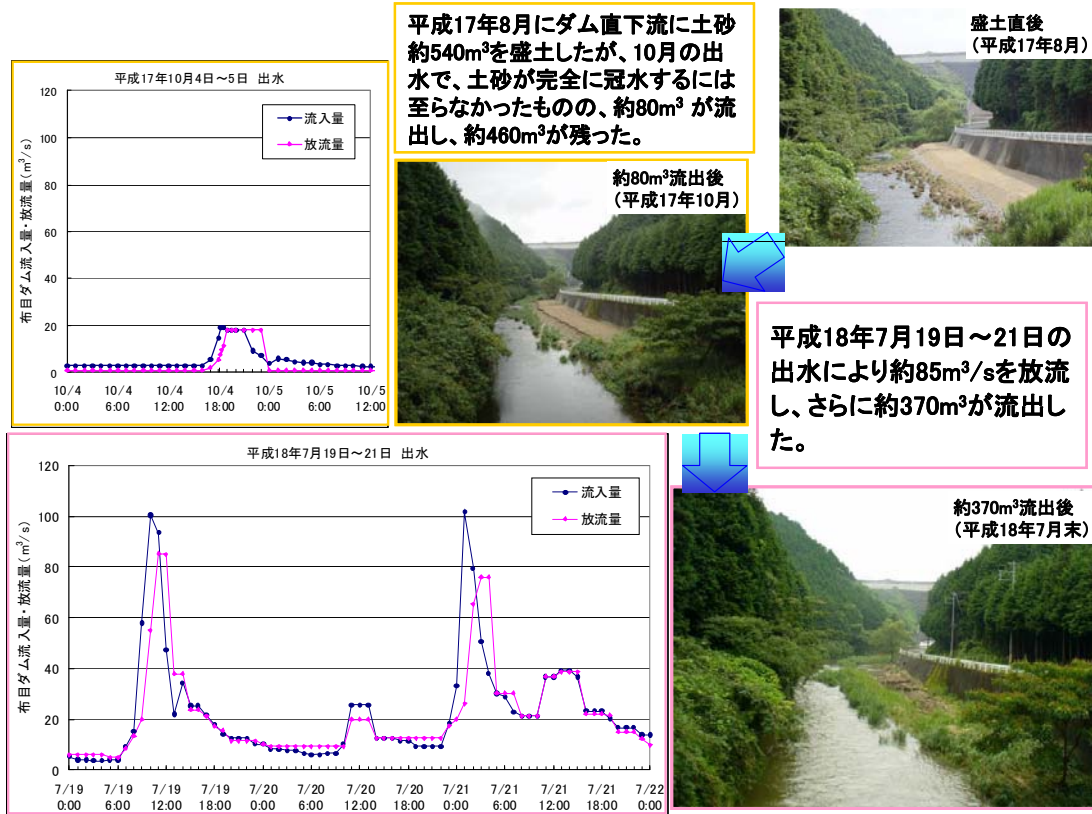 平成17年8月にダム直下流に土砂
約540m³を盛土したが、10月の出
水で、土砂が完全に冠水するには
至らなかったものの、約80m³ が流
出し、約460m³が残った。
盛土直後
（平成17年8月）
平成17年10月4日～5日 出水
布目ダム流入量・放流量(m³/s)
120
100
80
60
40
20
0
流入量
放流量
10/4 10/4 10/4 10/4 10/5 10/5 10/5
0:00 6:00 12:00 18:00 0:00 6:00 12:00
約80m³流出後
（平成17年10月）
平成18年7月19日～21日の
出水により約85m³/sを放流
し、さらに約370m³が流出し
た。
平成18年7月19日～21日 出水
布目ダム流入量・放流量(m³/s)
120
100
80
60
40
20
0
流入量
放流量
7/19 7/19 7/19 7/19 7/20 7/20 7/20 7/20 7/21 7/21 7/21 7/21 7/22
0:00 6:00 12:00 18:00 0:00 6:00 12:00 18:00 0:00 6:00 12:00 18:00 0:00
約370m³流出後
（平成18年7月末）